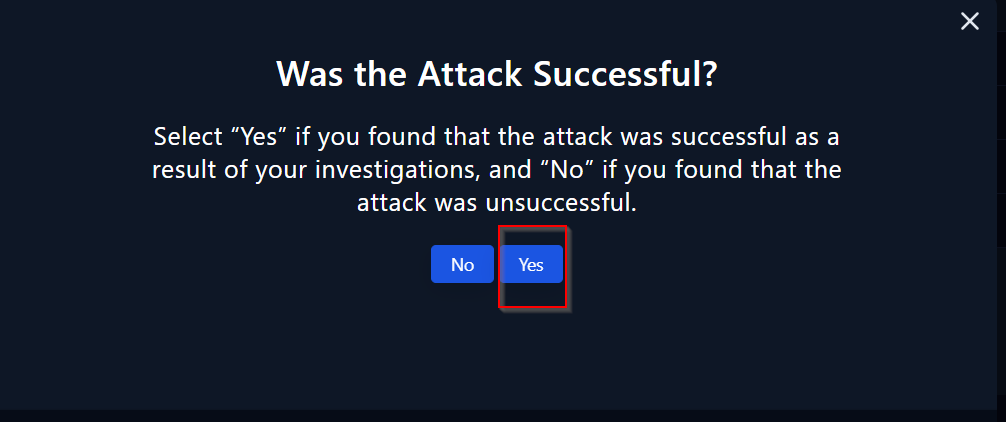 Was the Attack Successful?
Select “Yes” if you found that the attack was successful as a
result of your investigations, and “No” if you found that the
attack was unsuccessful.
No Yes